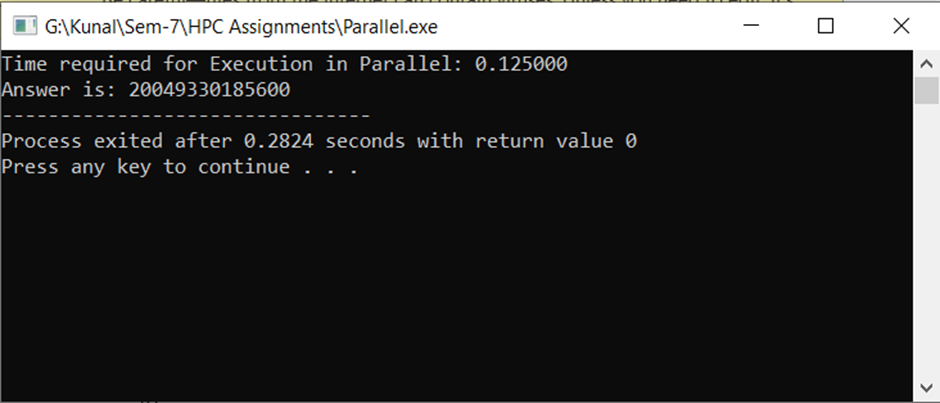 G:\Kunal\Sem-7\HPC Assignments\Parallel.exe
Time required for Execution in Parallel: 0.125000
Answer is: 20049330185600
--------------------------------
Process exited after 0.2824 seconds with return value 0
Press any key to continue . . .